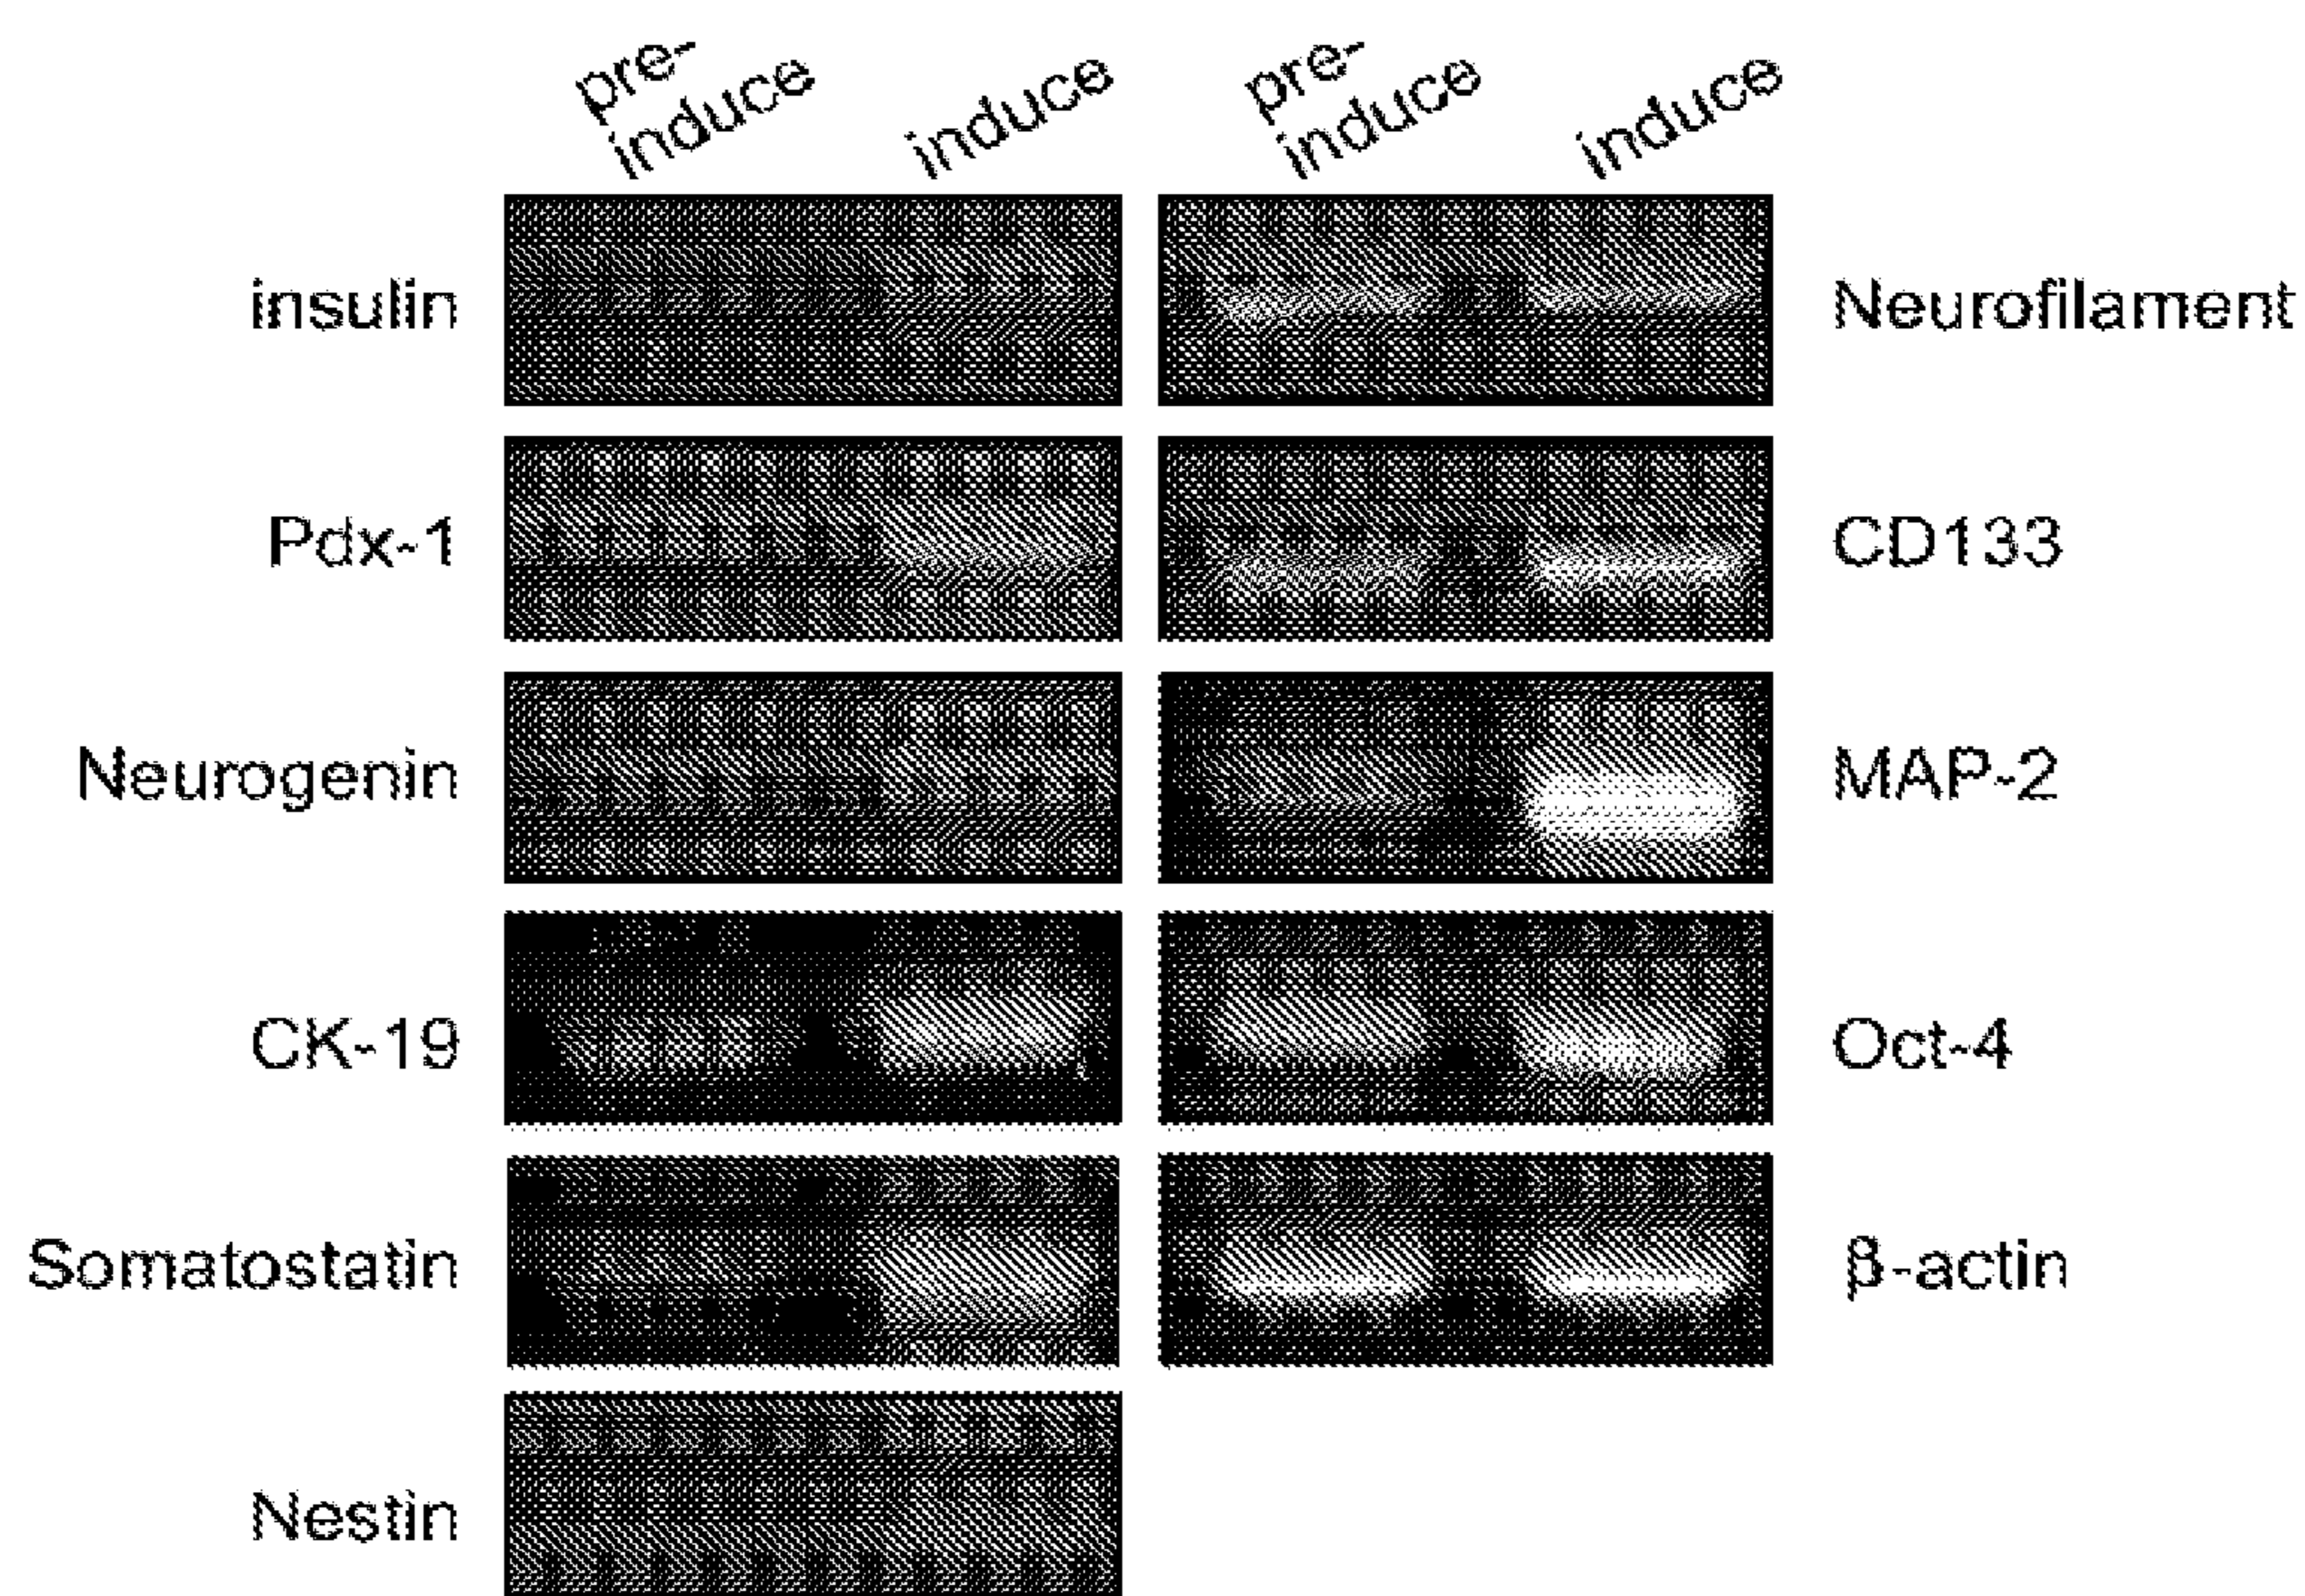 pre-
induce
induce
pre-
induce
induce
insulin
Neurofilament
Pdx-1
CD133
Neurogenin
MAP-2
CK-19
Oct-4
Somatostatin
β-actin
Nestin